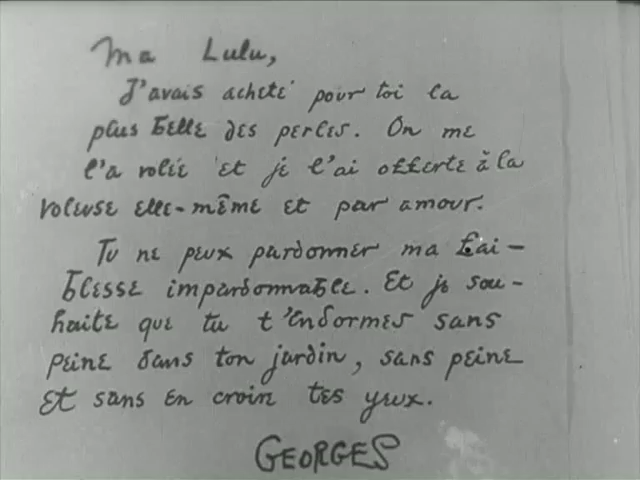 Ma Lulu,
J'avais acheté pour toi la
plus belle des perles. On me
l'a volée et je l'ai offerte à la
voleuse elle-même et par amour.
Tu ne peux pardonner ma fai-
blesse impardonnable. Et je sou-
haite que tu t'endormes sans
peine dans ton jardin, sans peine
et sans en croir tes yeux.
GEORGES